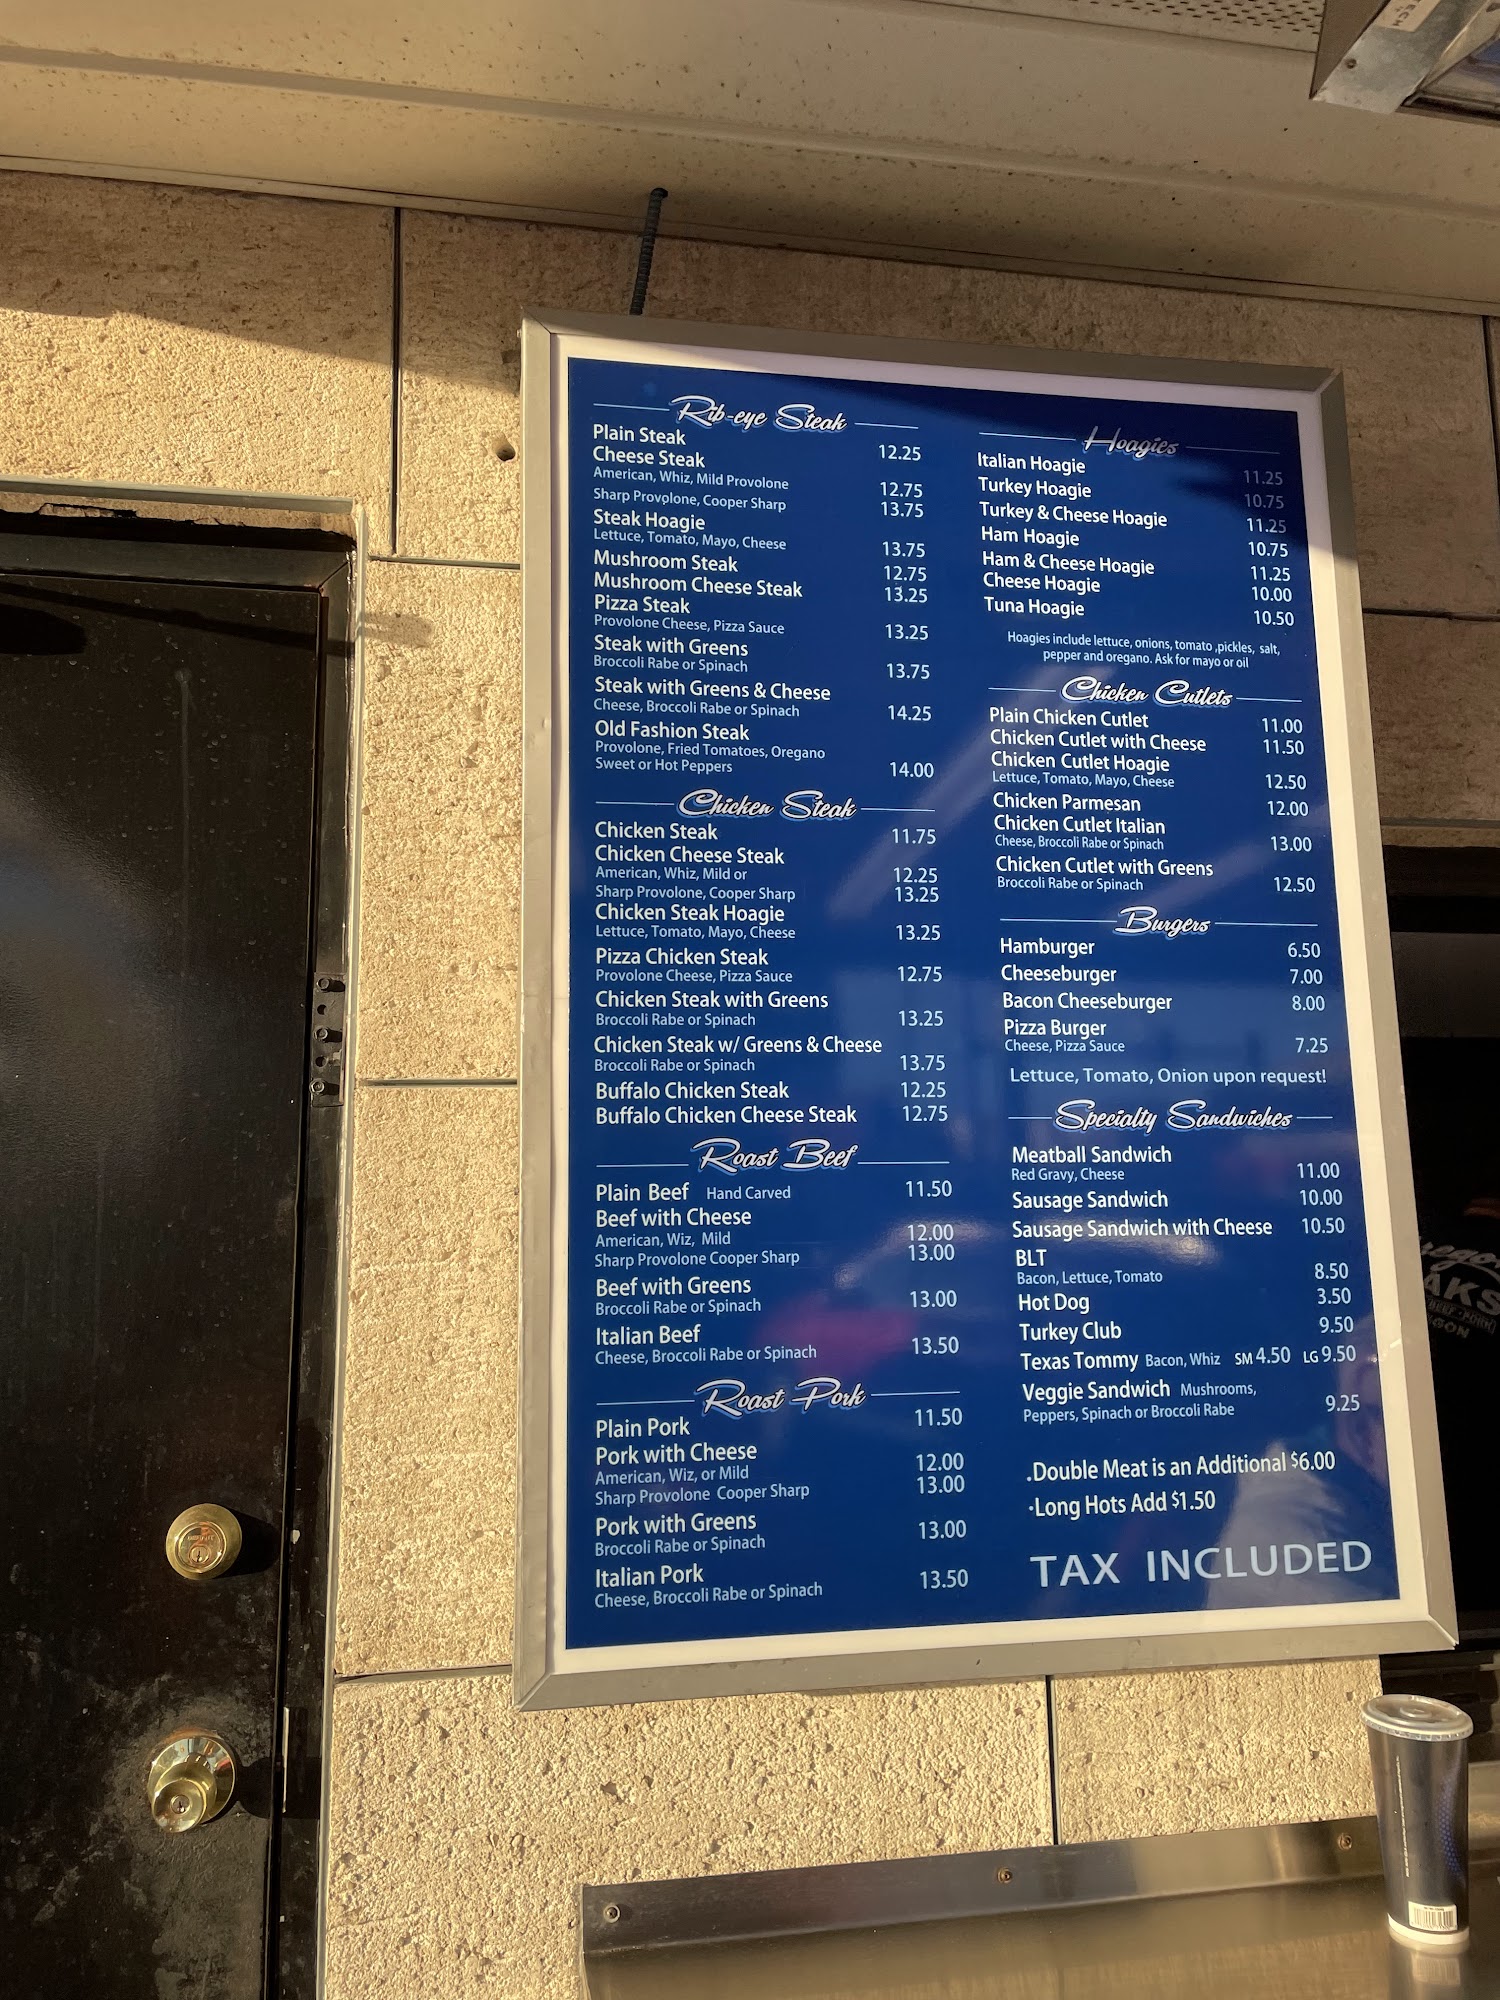 TECH
Rib-eye Steak
Plain Steak 12.25
Cheese Steak
American, Whiz, Mild Provolone 12.75
Sharp Provolone, Cooper Sharp 13.75
Steak Hoagie
Lettuce, Tomato, Mayo, Cheese 13.75
Mushroom Steak 12.75
Mushroom Cheese Steak 13.25
Pizza Steak
Provolone Cheese, Pizza Sauce 13.25
Steak with Greens
Broccoli Rabe or Spinach 13.75
Steak with Greens & Cheese
Cheese, Broccoli Rabe or Spinach 14.25
Old Fashion Steak
Provolone, Fried Tomatoes, Oregano
Sweet or Hot Peppers 14.00
Chicken Steak
Chicken Steak 11.75
Chicken Cheese Steak
American, Whiz, Mild or 12.25
Sharp Provolone, Cooper Sharp 13.25
Chicken Steak Hoagie
Lettuce, Tomato, Mayo, Cheese 13.25
Pizza Chicken Steak
Provolone Cheese, Pizza Sauce 12.75
Chicken Steak with Greens
Broccoli Rabe or Spinach 13.25
Chicken Steak w/ Greens & Cheese
Broccoli Rabe or Spinach 13.75
Buffalo Chicken Steak 12.25
Buffalo Chicken Cheese Steak 12.75
Roast Beef
Plain Beef Hand Carved 11.50
Beef with Cheese
American, Wiz, Mild 12.00
Sharp Provolone Cooper Sharp 13.00
Beef with Greens
Broccoli Rabe or Spinach 13.00
Italian Beef
Cheese, Broccoli Rabe or Spinach 13.50
Roast Pork
Plain Pork 11.50
Pork with Cheese
American, Wiz, or Mild 12.00
Sharp Provolone Cooper Sharp 13.00
Pork with Greens
Broccoli Rabe or Spinach 13.00
Italian Pork
Cheese, Broccoli Rabe or Spinach 13.50
Hoagies
Italian Hoagie 11.25
Turkey Hoagie 10.75
Turkey & Cheese Hoagie 11.25
Ham Hoagie 10.75
Ham & Cheese Hoagie 11.25
Cheese Hoagie 10.00
Tuna Hoagie 10.50
Hoagies include lettuce, onions, tomato ,pickles, salt,
pepper and oregano. Ask for mayo or oil
Chicken Cutlets
Plain Chicken Cutlet 11.00
Chicken Cutlet with Cheese 11.50
Chicken Cutlet Hoagie
Lettuce, Tomato, Mayo, Cheese 12.50
Chicken Parmesan 12.00
Chicken Cutlet Italian
Cheese, Broccoli Rabe or Spinach 13.00
Chicken Cutlet with Greens
Broccoli Rabe or Spinach 12.50
Burgers
Hamburger 6.50
Cheeseburger 7.00
Bacon Cheeseburger 8.00
Pizza Burger
Cheese, Pizza Sauce 7.25
Lettuce, Tomato, Onion upon request!
Specialty Sandwiches
Meatball Sandwich
Red Gravy, Cheese 11.00
Sausage Sandwich 10.00
Sausage Sandwich with Cheese 10.50
BLT
Bacon, Lettuce, Tomato 8.50
Hot Dog 3.50
Turkey Club 9.50
Texas Tommy Bacon, Whiz SM 4.50 LG 9.50
Veggie Sandwich Mushrooms,
Peppers, Spinach or Broccoli Rabe 9.25
.Double Meat is an Additional $6.00
·Long Hots Add $1.50
TAX INCLUDED